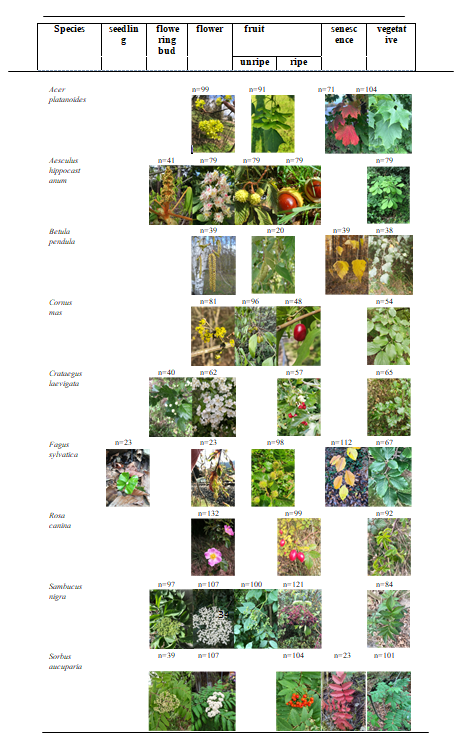 Species seedlin flowe flower fruit senesc vegetat
g ring ence ive
bud
unripe ripe
Acer n=99 n=91 n=71 n=104
platanoides
Aesculus n=41 n=79 n=79 n=79 n=79
hippocast
anum
Betula n=39 n=20 n=39 n=38
pendula
Cornus n=81 n=96 n=48 n=54
mas
Crataegus n=40 n=62 n=57 n=65
laevigata
Fagus n=23 n=23 n=98 n=112 n=67
sylvatica
Rosa n=132 n=99 n=92
canina
Sambucus n=97 n=107 n=100 n=121 n=84
nigra
Sorbus n=39 n=107 n=104 n=23 n=101
aucuparia